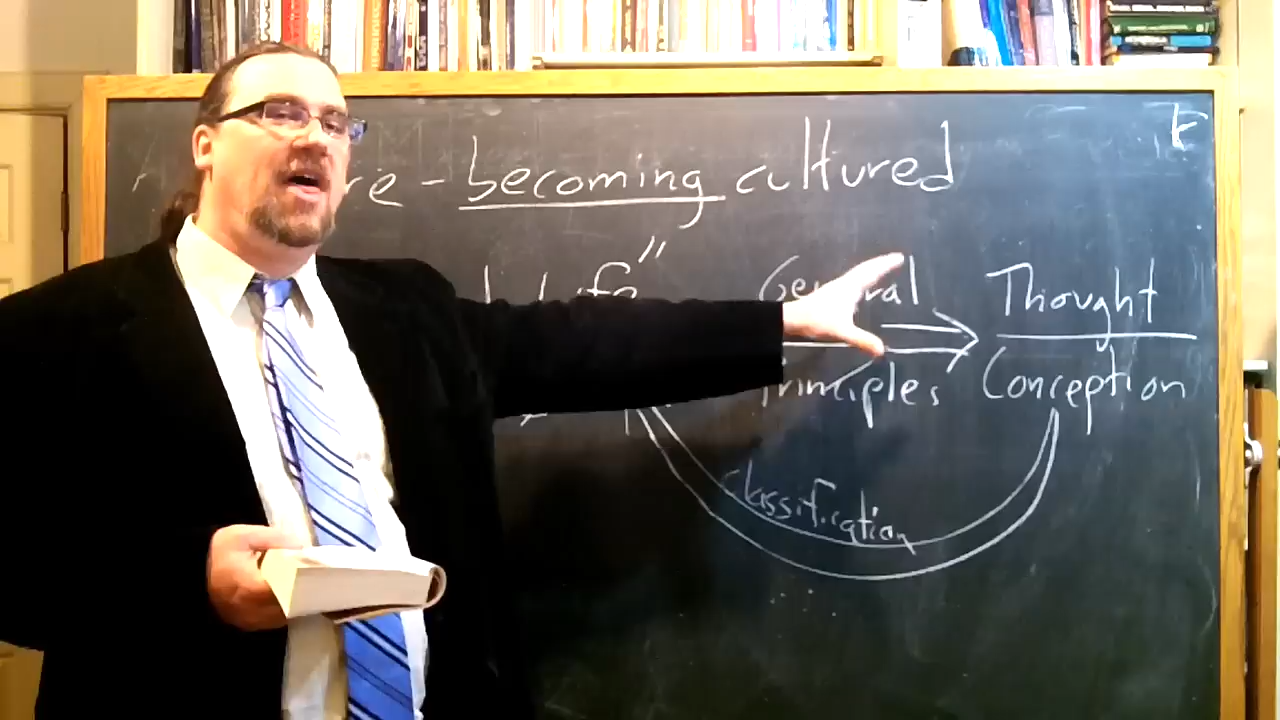 re - becoming cultured
Life"
General
Thought
Principles
Conception
classification